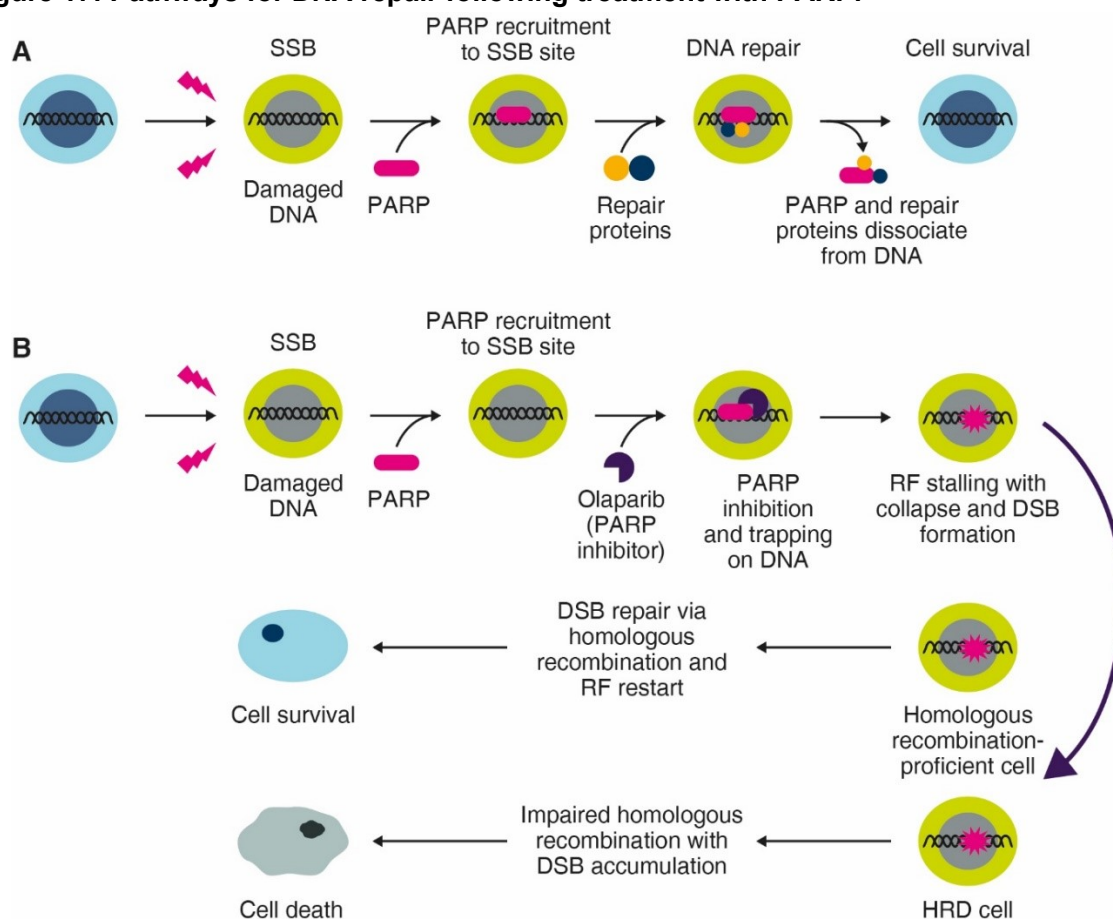 A
SSB
PARP recruitment
to SSB site
DNA repair
Cell survival
Damaged
DNA
PARP
Repair
proteins
PARP and repair
proteins dissociate
from DNA
B
SSB
PARP recruitment
to SSB site
Damaged
DNA
PARP
Olaparib
(PARP
inhibitor)
PARP
inhibition
and trapping
on DNA
RF stalling with
collapse and DSB
formation
Cell survival
DSB repair via
homologous
recombination and
RF restart
Homologous
recombination-
proficient cell
Cell death
Impaired homologous
recombination with
DSB accumulation
HRD cell